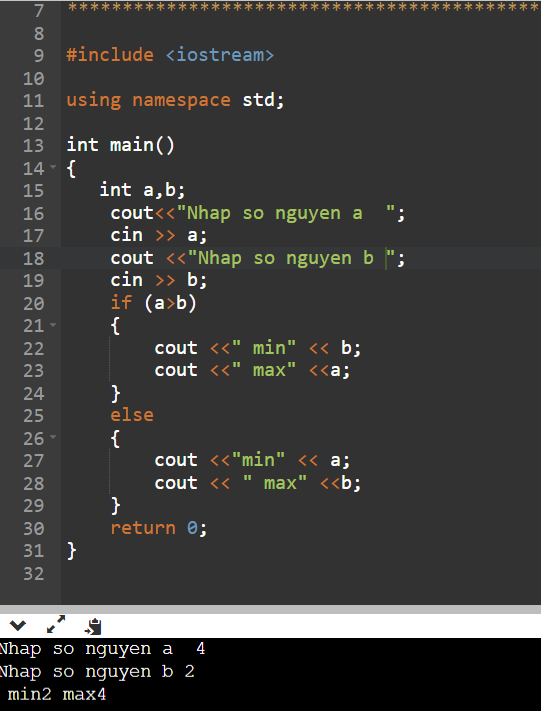 7 *******************************************
8
9 #include <iostream>
10
11 using namespace std;
12
13 int main()
14 {
15    int a,b;
16     cout<<"Nhap so nguyen a  ";
17     cin >> a;
18     cout <<"Nhap so nguyen b ";
19     cin >> b;
20     if (a>b)
21     {
22         cout <<" min" << b;
23         cout <<" max" <<a;
24     }
25     else
26     {
27         cout <<"min" << a;
28         cout << " max" <<b;
29     }
30     return 0;
31 }
32
Nhap so nguyen a  4
Nhap so nguyen b 2
 min2 max4